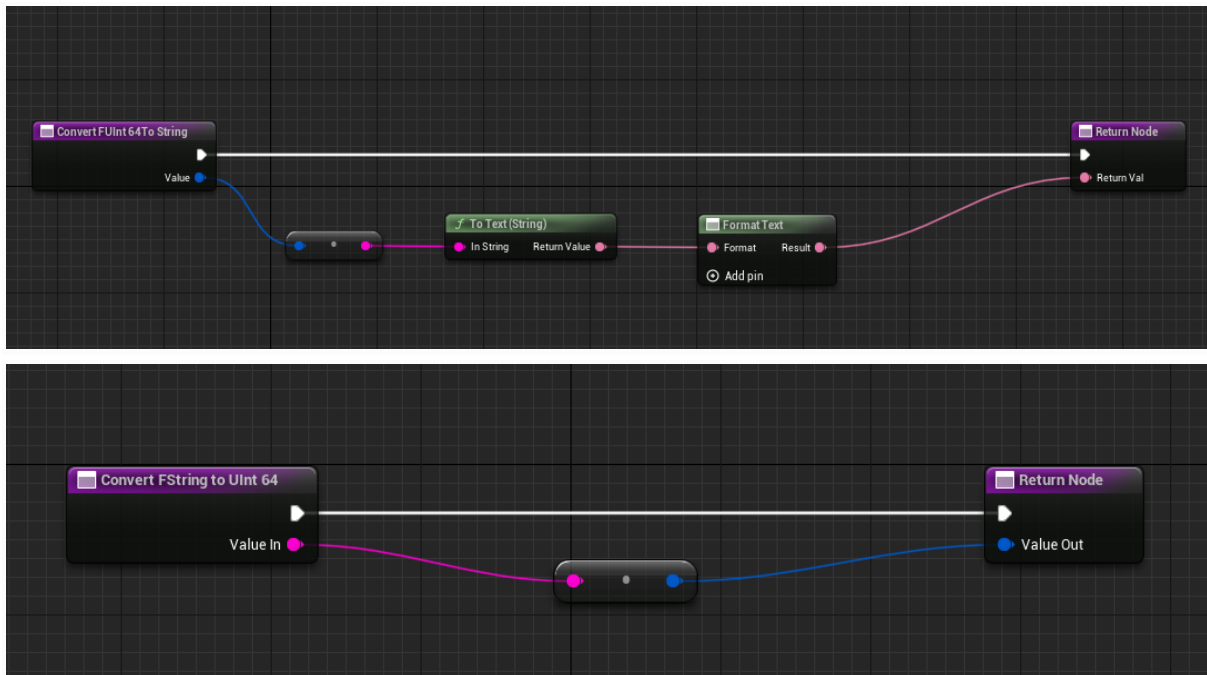 Convert FUInt 64To String
Return Node
Value
Return Val
f To Text (String)
In String Return Value
Format Text
Format Result
Add pin
Convert FString to UInt 64
Return Node
Value In
Value Out